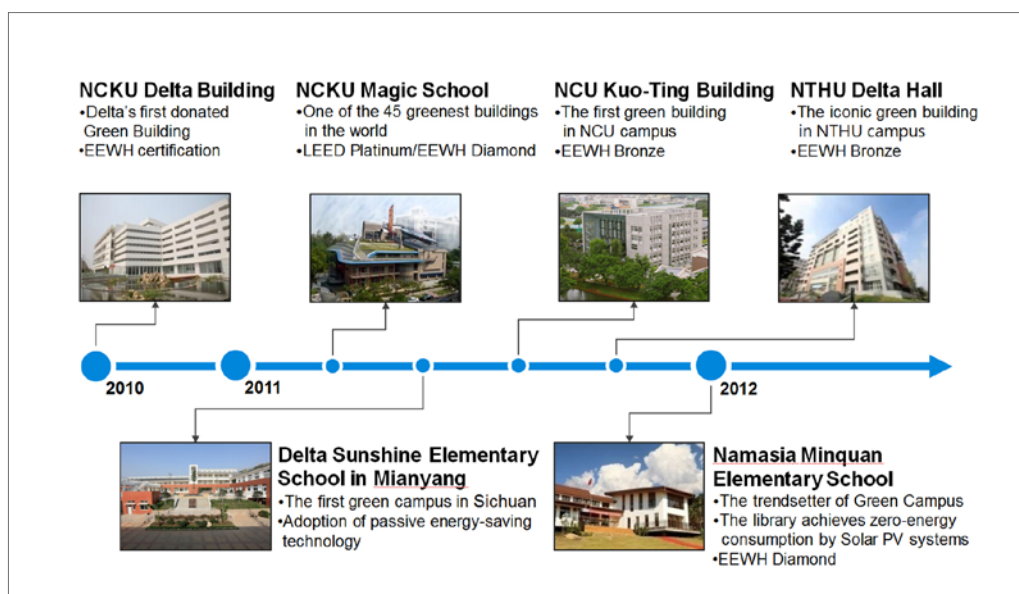 NCKU Delta Building
•Delta's first donated
Green Building
•EEWH certification
NCKU Magic School
•One of the 45 greenest buildings
in the world
•LEED Platinum/EEWH Diamond
NCU Kuo-Ting Building
•The first green building
in NCU campus
•EEWH Bronze
NTHU Delta Hall
•The iconic green building
in NTHU campus
•EEWH Bronze
2010
2011
2012
Delta Sunshine Elementary
School in Mianyang
•The first green campus in Sichuan
•Adoption of passive energy-saving
technology
Namasia Minquan
Elementary School
•The trendsetter of Green Campus
•The library achieves zero-energy
consumption by Solar PV systems
•EEWH Diamond